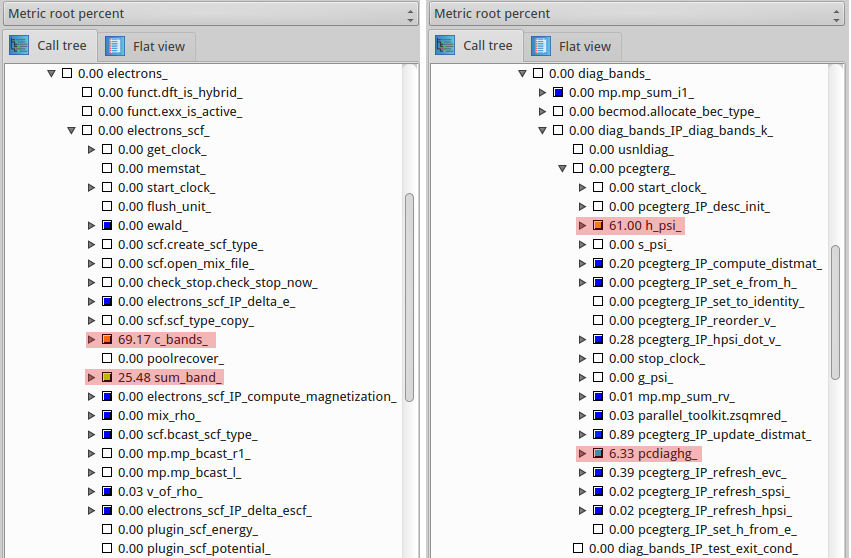 Metric root percent
Call tree
Flat view
0.00 electrons_
0.00 funct.dft_is_hybrid_
0.00 funct.exx_is_active_
0.00 electrons_scf_
0.00 get_clock_
0.00 memstat_
0.00 start_clock_
0.00 flush_unit_
0.00 ewald_
0.00 scf.create_scf_type_
0.00 scf.open_mix_file_
0.00 check_stop.check_stop_now_
0.00 electrons_scf_IP_delta_e_
0.00 scf.scf_type_copy_
69.17 c_bands_
0.00 poolrecover_
25.48 sum_band_
0.00 electrons_scf_IP_compute_magnetization_
0.00 mix_rho_
0.00 scf.bcast_scf_type_
0.00 mp.mp_bcast_r1_
0.00 mp.mp_bcast_l_
0.03 v_of_rho_
0.00 electrons_scf_IP_delta_escf_
0.00 plugin_scf_energy_
0.00 plugin_scf_potential_
Metric root percent
Call tree
Flat view
0.00 diag_bands_
0.00 mp.mp_sum_i1_
0.00 becmod.allocate_bec_type_
0.00 diag_bands_IP_diag_bands_k_
0.00 usnldiag_
0.00 pcegterg_
0.00 start_clock_
0.00 pcegterg_IP_desc_init_
61.00 h_psi_
0.00 s_psi_
0.20 pcegterg_IP_compute_distmat_
0.00 pcegterg_IP_set_e_from_h_
0.00 pcegterg_IP_set_to_identity_
0.00 pcegterg_IP_reorder_v_
0.28 pcegterg_IP_hpsi_dot_v_
0.00 stop_clock_
0.00 g_psi_
0.01 mp.mp_sum_rv_
0.03 parallel_toolkit.zsqmred_
0.89 pcegterg_IP_update_distmat_
6.33 pcdiaghg_
0.39 pcegterg_IP_refresh_evc_
0.02 pcegterg_IP_refresh_spsi_
0.02 pcegterg_IP_refresh_hpsi_
0.00 pcegterg_IP_set_h_from_e_
0.00 diag_bands_IP_test_exit_cond_